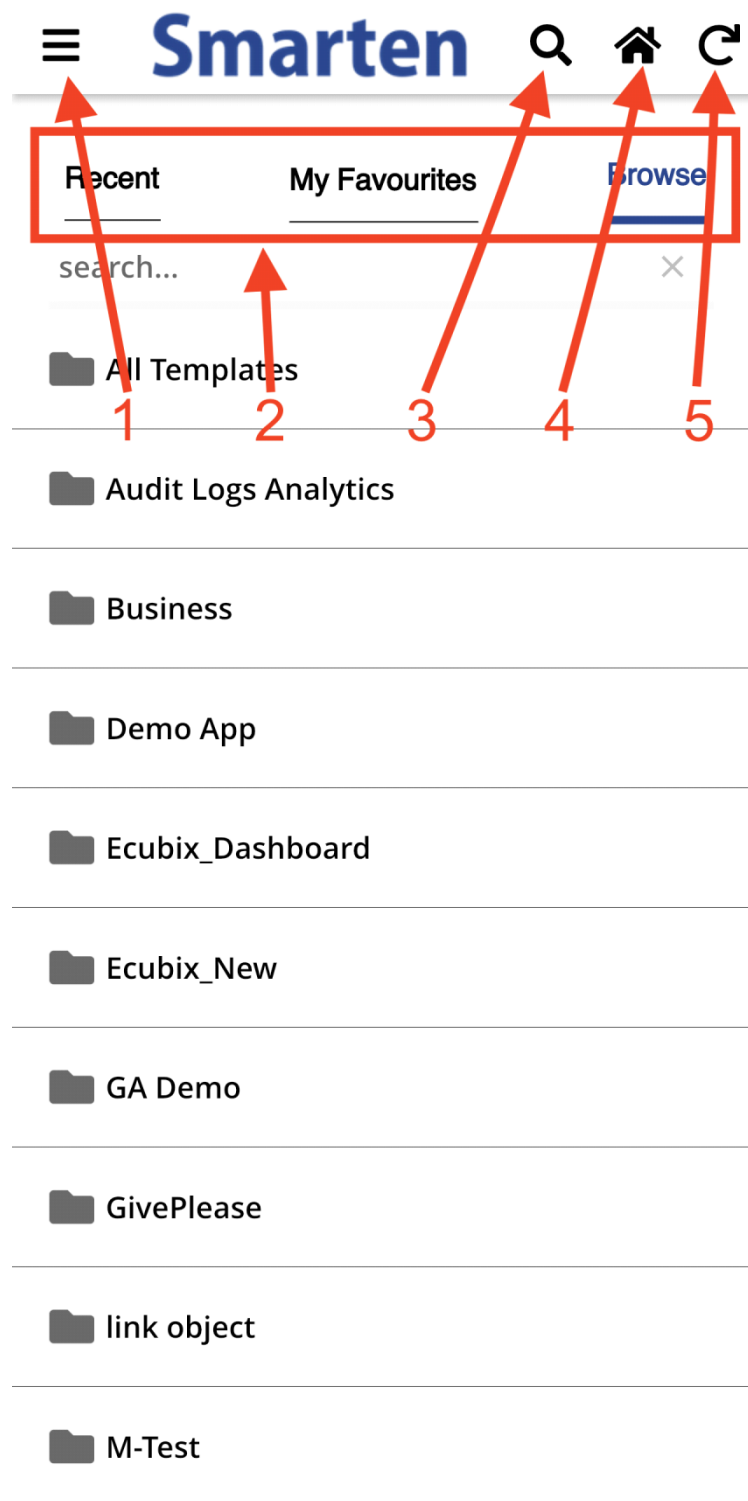 Smarten
Recent My Favourites Browse
search...
All Templates
1 2 3 4 5
Audit Logs Analytics
Business
Demo App
Ecubix_Dashboard
Ecubix_New
GA Demo
GivePlease
link object
M-Test